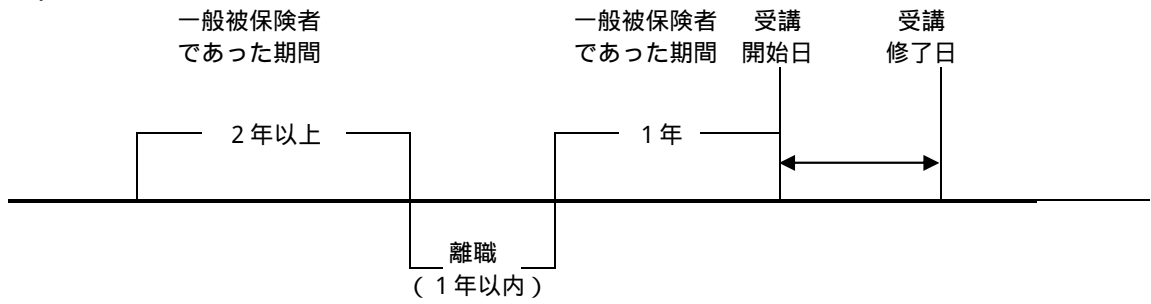 一般被保険者
であった期間
一般被保険者
であった期間
受講
開始日
受講
修了日
2年以上
1年
離職
(1年以内)